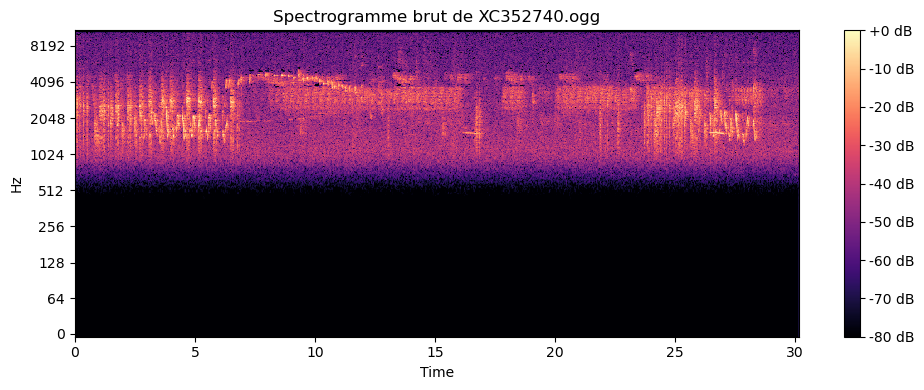 Spectrogramme brut de XC352740.ogg
8192
4096
2048
1024
512
256
128
64
0
Hz
0
5
10
15
20
25
30
Time
+0 dB
-10 dB
-20 dB
-30 dB
-40 dB
-50 dB
-60 dB
-70 dB
-80 dB